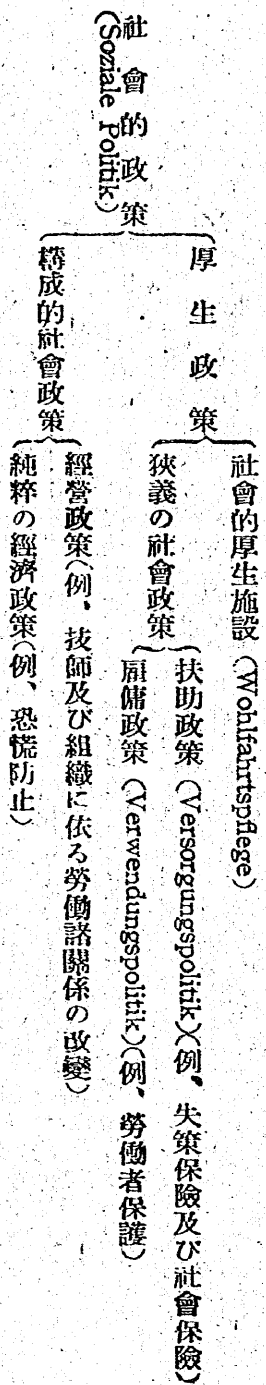 社會的政策
(Soziale Politik)
厚生政策
社會的厚生施設 (Wohlfahrtspflege)
狹義の社會政策
扶助政策 (Versorgungspolitik)(例、失策保險及び社會保險)
雇傭政策 (Verwendungspolitik)(例、勞働者保護)
構成的社會政策
經營政策(例、技師及び組織に依る勞働諸關係の改變)
純粹の經濟政策(例、恐慌防止)